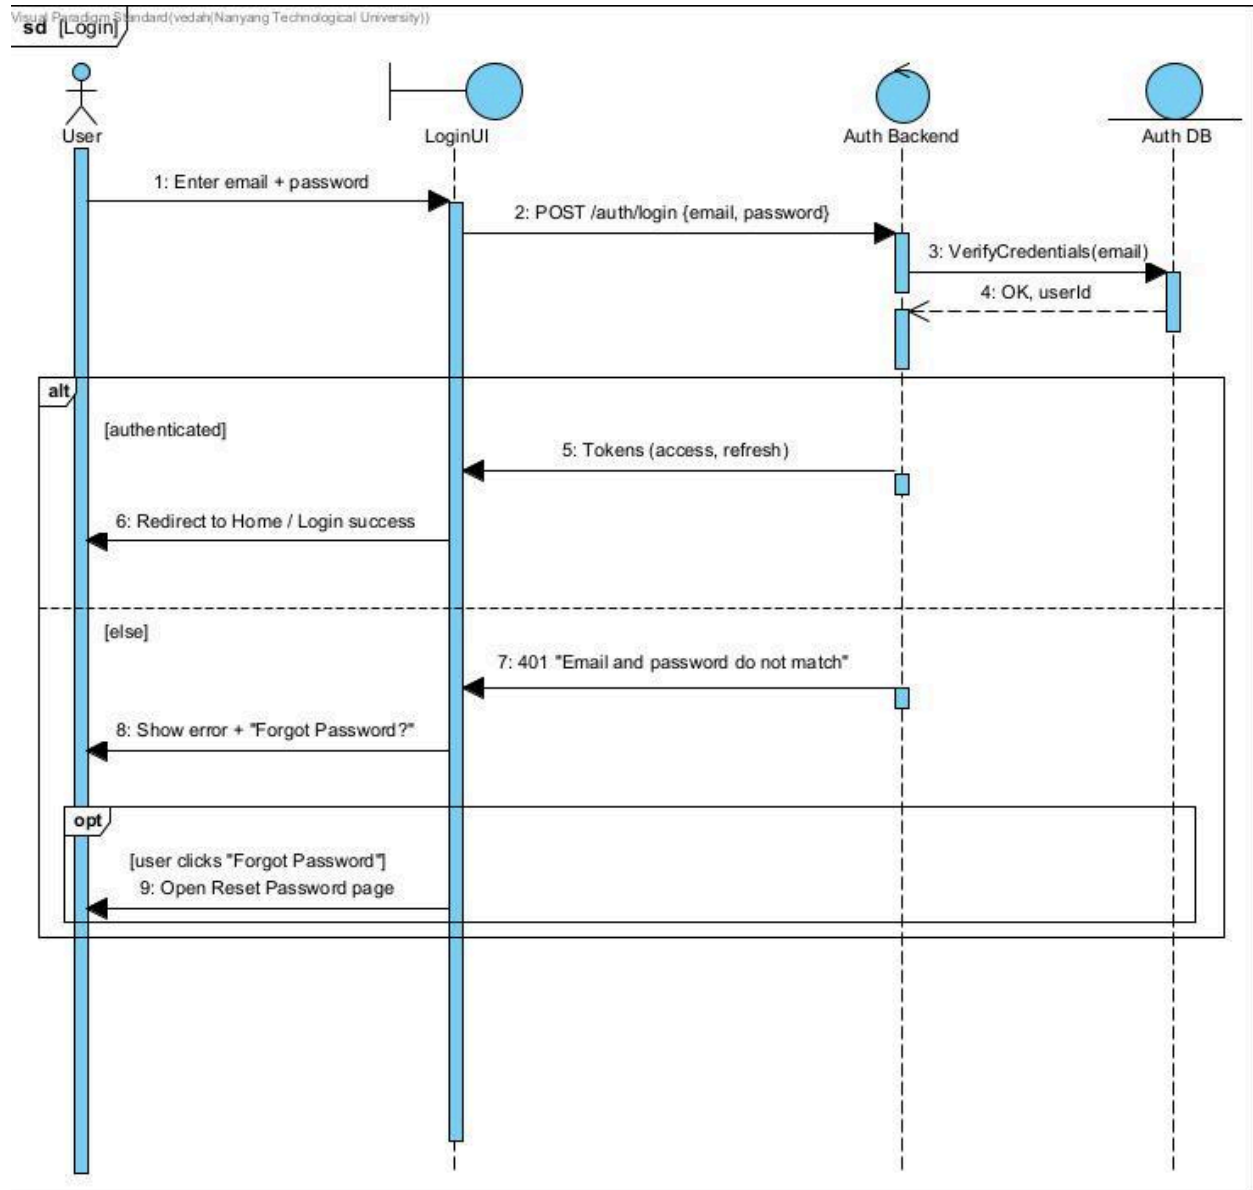 Visual Paradigm Standard(vedah(Nanyang Technological University))
sd [Login]
User
LoginUI
Auth Backend
Auth DB
1: Enter email + password
2: POST /auth/login {email, password}
3: VerifyCredentials(email)
4: OK, userId
alt
[authenticated]
5: Tokens (access, refresh)
6: Redirect to Home / Login success
[else]
7: 401 "Email and password do not match"
8: Show error + "Forgot Password?"
opt
[user clicks "Forgot Password"]
9: Open Reset Password page